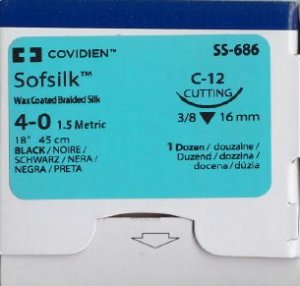 COVIDIEN™
SS-686
Sofsilk™
Wax Coated Braided Silk
C-12
CUTTING
4-0 1.5 Metric
3/8 16 mm
18" 45 cm
BLACK / NOIRE /
SCHWARZ / NERA /
NEGRA / PRETA
1 Dozen / douzaine /
Duzend / dozzina /
docena / dúzia